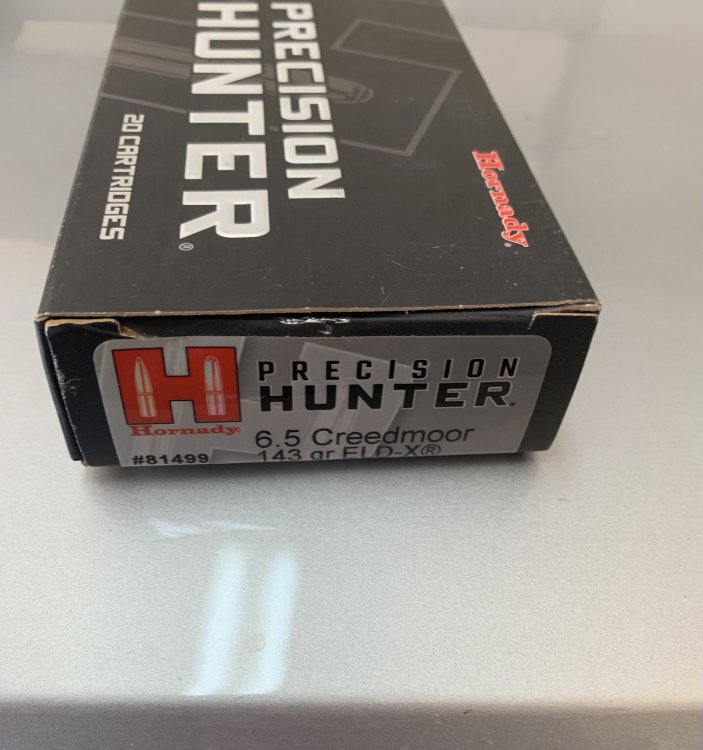 PRECISION
HUNTER®
20 CARTRIDGES
Hornady®
H
Hornady®
PRECISION
HUNTER®
6.5 Creedmoor
143 gr ELD-X®
#81499